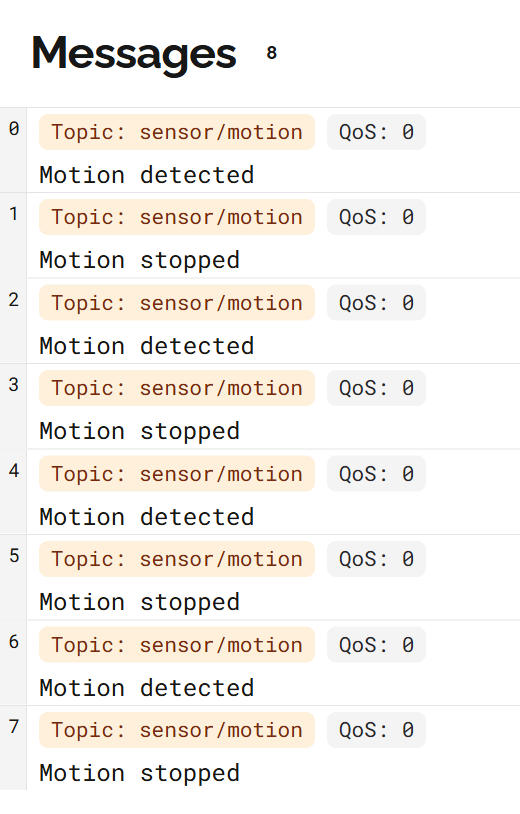 Messages 8
0 Topic: sensor/motion QoS: 0
Motion detected
1 Topic: sensor/motion QoS: 0
Motion stopped
2 Topic: sensor/motion QoS: 0
Motion detected
3 Topic: sensor/motion QoS: 0
Motion stopped
4 Topic: sensor/motion QoS: 0
Motion detected
5 Topic: sensor/motion QoS: 0
Motion stopped
6 Topic: sensor/motion QoS: 0
Motion detected
7 Topic: sensor/motion QoS: 0
Motion stopped